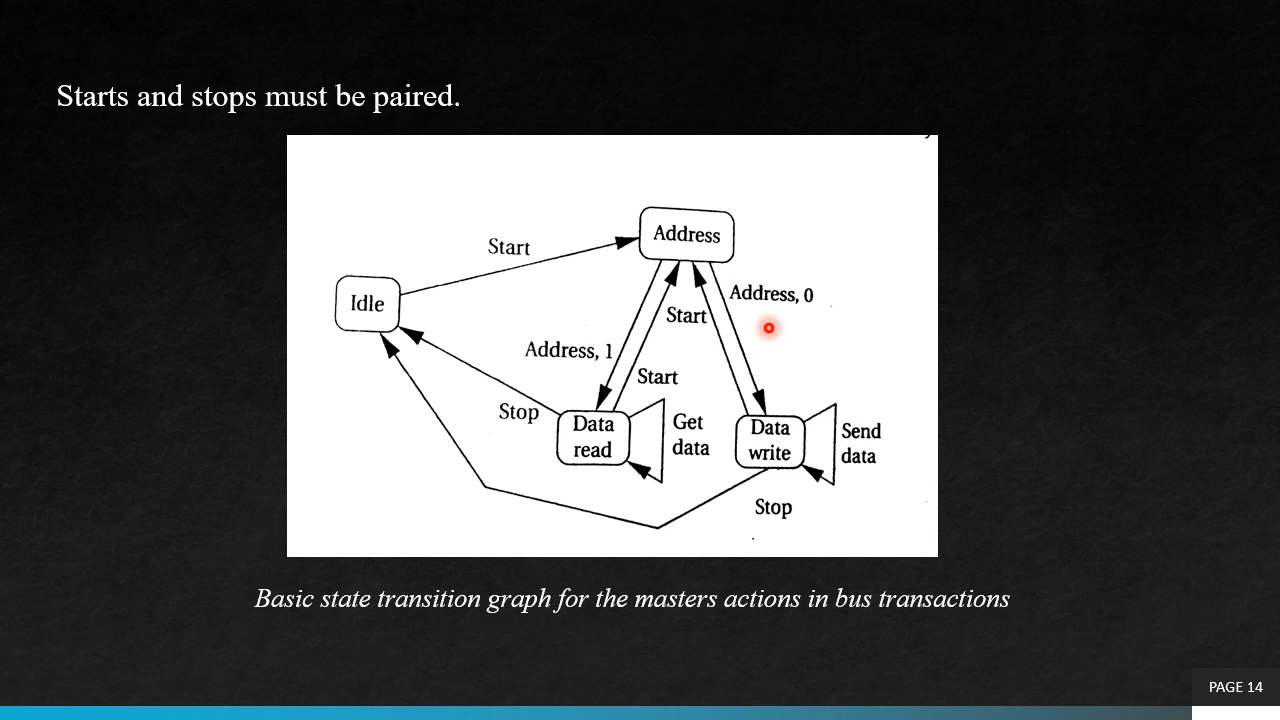 Starts and stops must be paired.
Address
Start
Idle
Address, 0
Start
Address, 1
Start
Stop
Data
read
Get
data
Data
write
Send
data
Stop
Basic state transition graph for the masters actions in bus transactions
PAGE 14